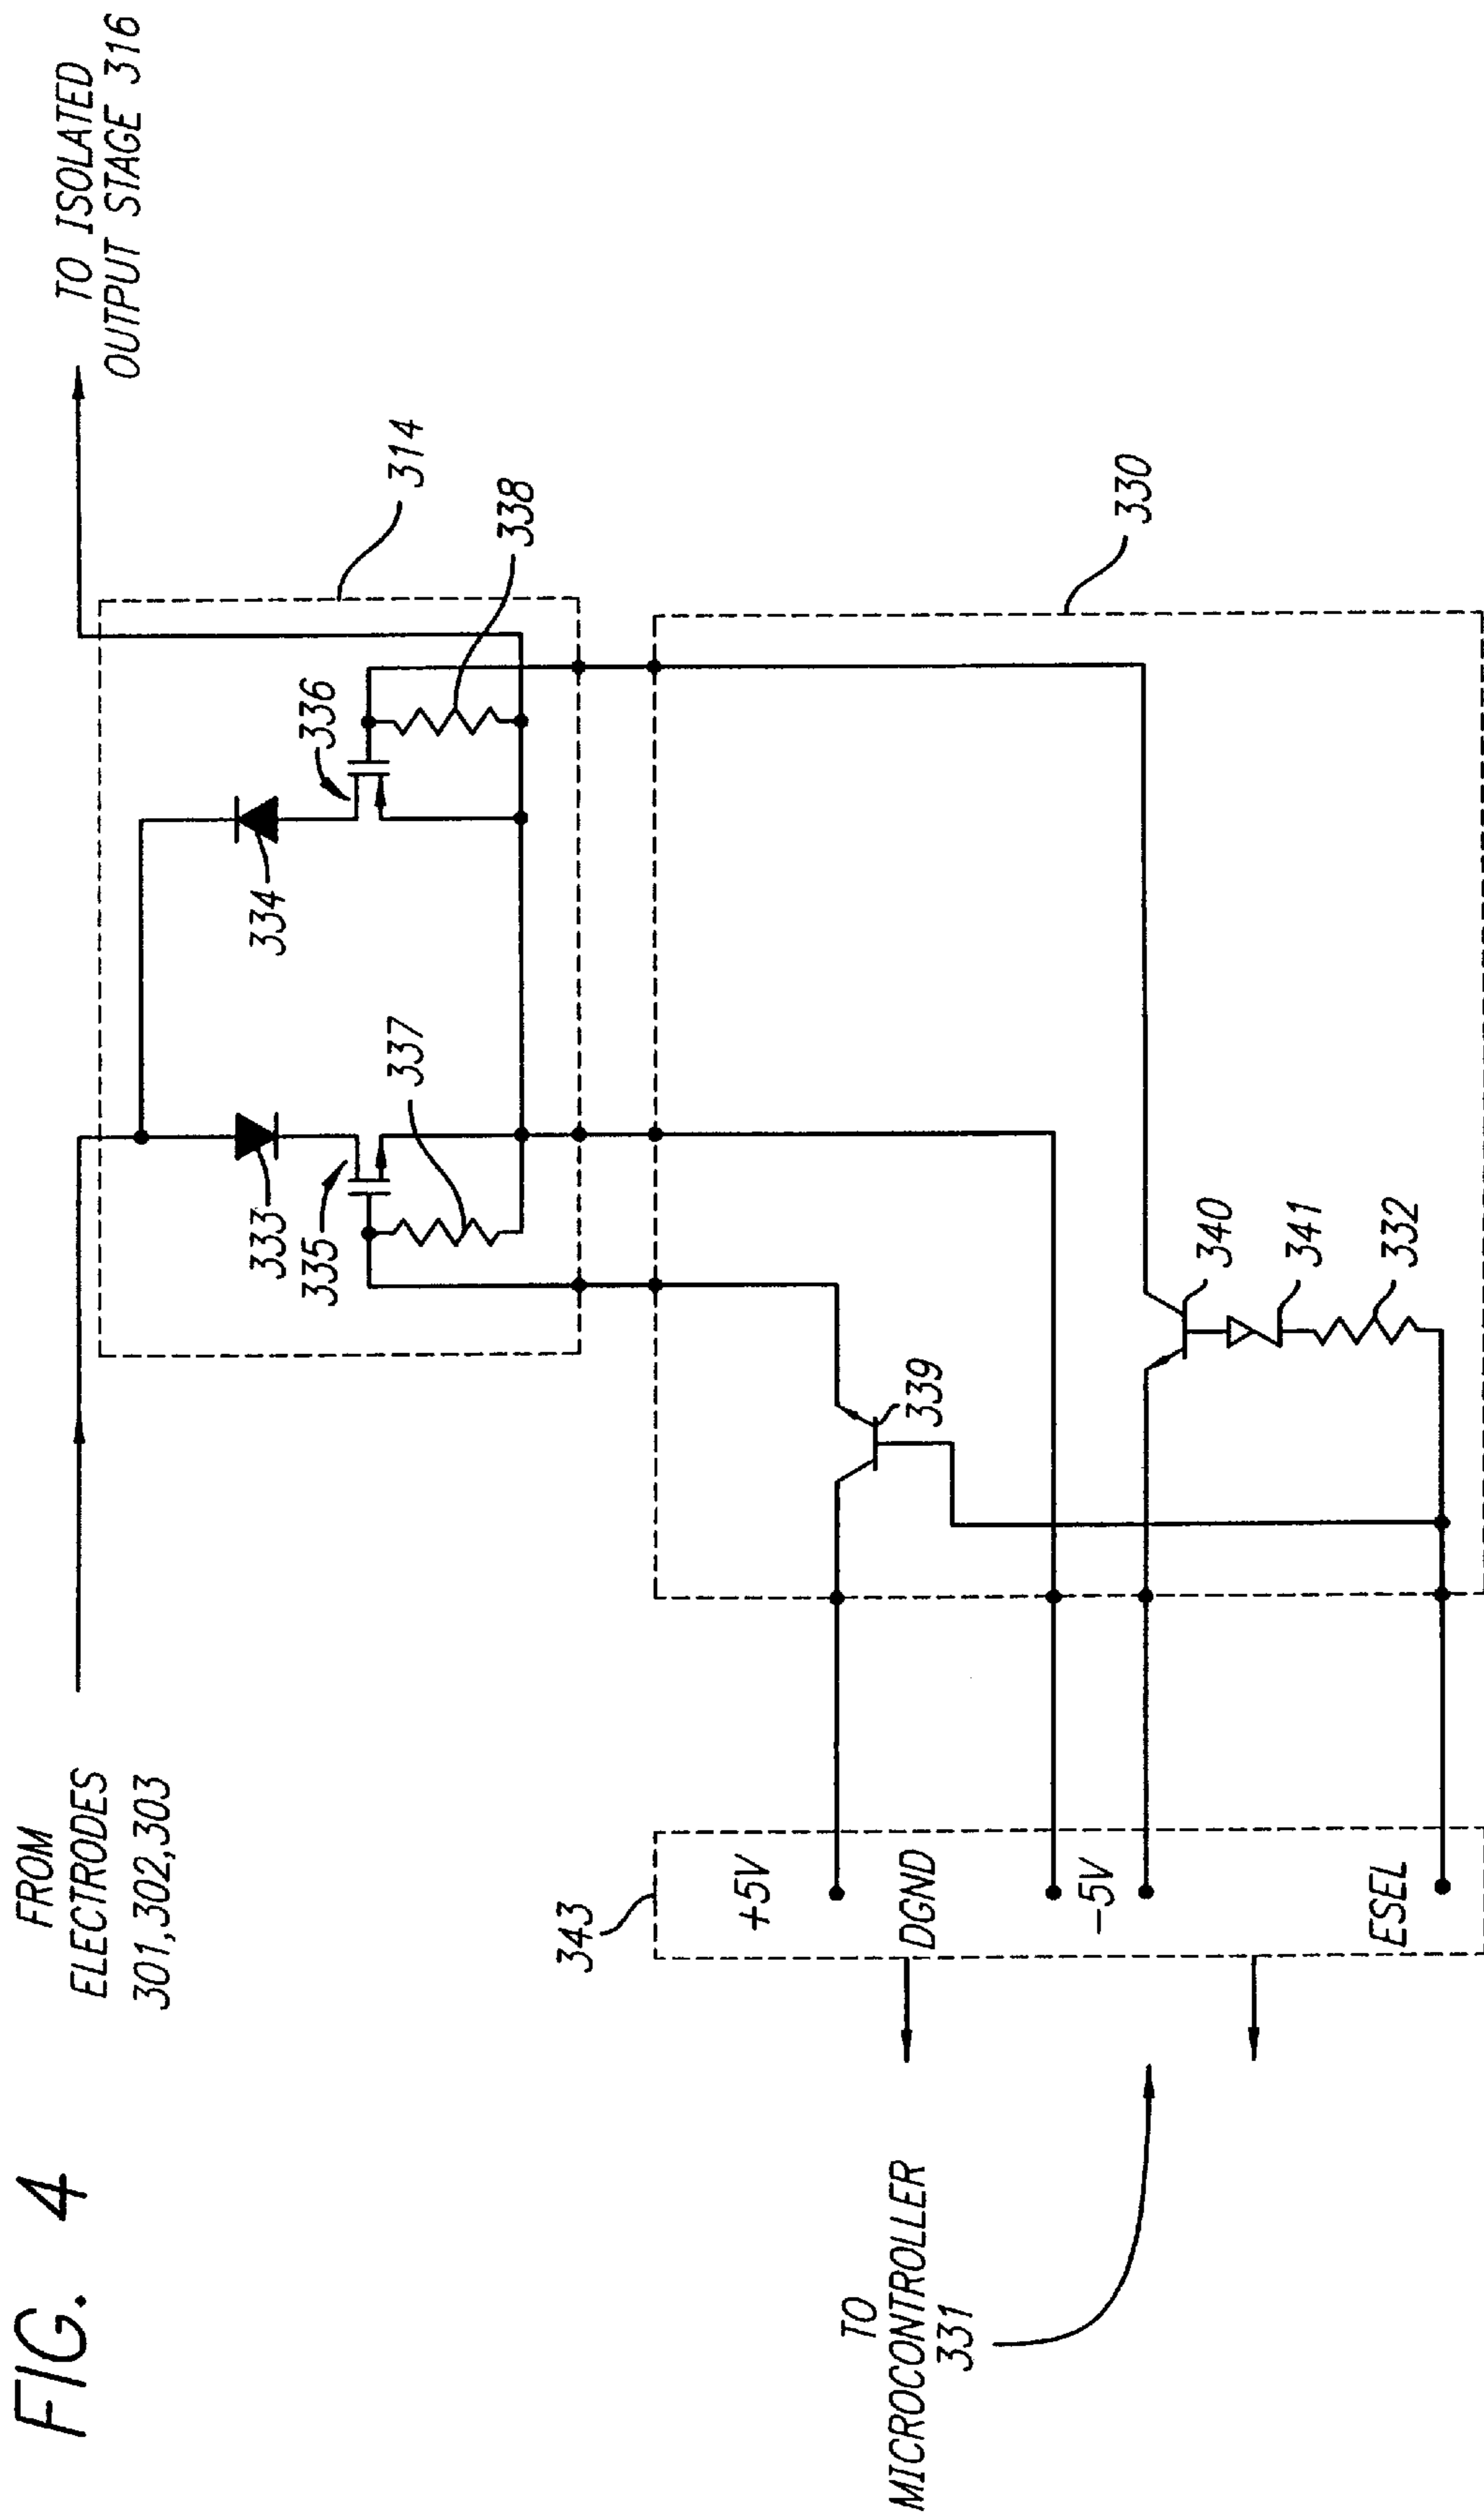 FIG. 4
FROM
ELECTRODES
301,302,303
TO ISOLATED
OUTPUT STAGE 316
314
334
336
338
333
335
337
330
343
+5V
DGND
-5V
ESEL
339
340
341
332
TO
MICROCONTROLLER
331